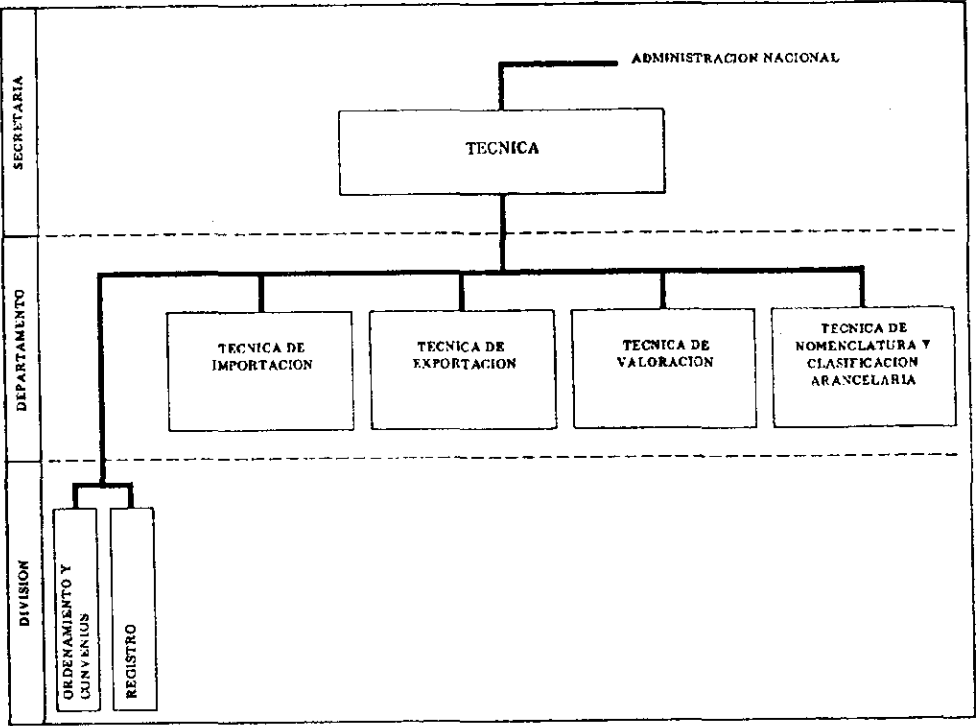 SECRETARIA
ADMINISTRACION NACIONAL
TECNICA
DEPARTAMENTO
TECNICA DE
IMPORTACION
TECNICA DE
EXPORTACION
TECNICA DE
VALORACION
TECNICA DE
NOMENCLATURA Y
CLASIFICACION
ARANCELARIA
DIVISION
ORDENAMIENTO Y
CONVENIOS
REGISTRO